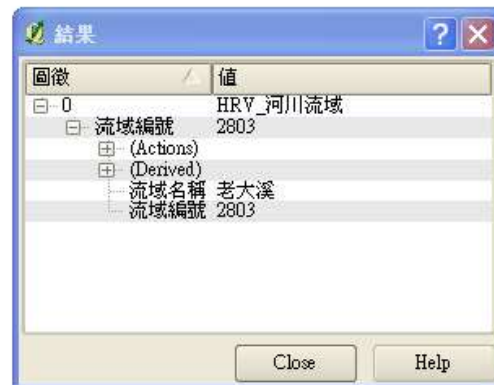 結果
圖徵 值
0 HRV_河川流域
流域編號 2803
(Actions)
(Derived)
流域名稱 老大溪
流域編號 2803
Close Help